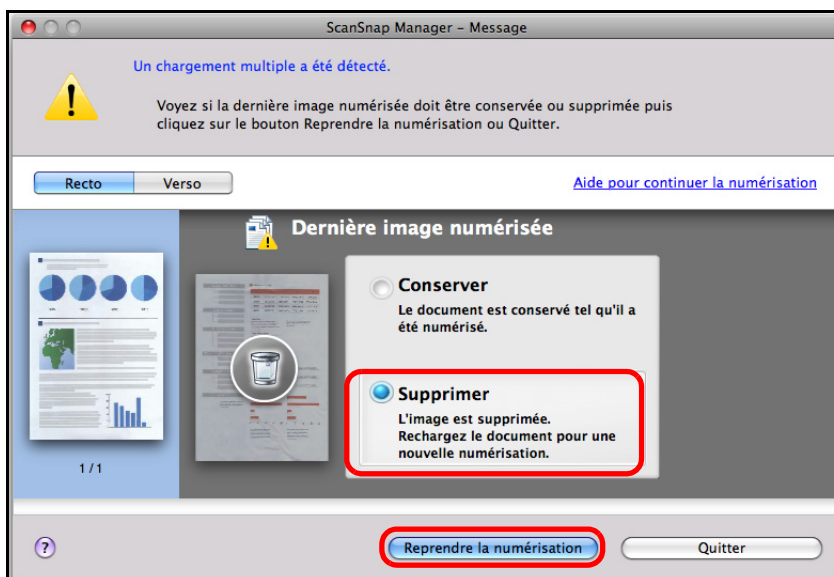 ScanSnap Manager – Message
Un chargement multiple a été détecté.
Voyez si la dernière image numérisée doit être conservée ou supprimée puis
cliquez sur le bouton Reprendre la numérisation ou Quitter.
Recto
Verso
Aide pour continuer la numérisation
Dernière image numérisée
Conserver
Le document est conservé tel qu'il a
été numérisé.
Supprimer
L'image est supprimée.
Rechargez le document pour une
nouvelle numérisation.
1/1
?
Reprendre la numérisation
Quitter